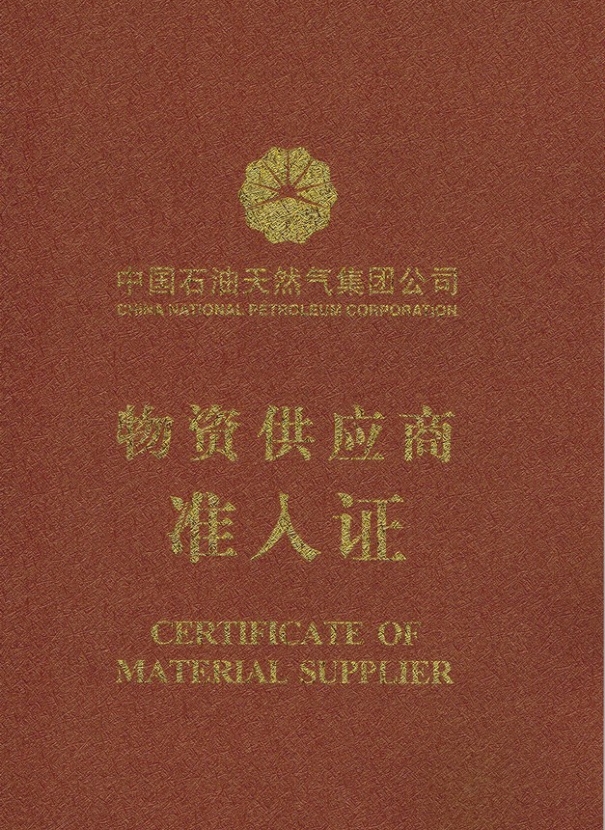 中国石油天然气集团公司
CHINA NATIONAL PETROLEUM CORPORATION
物资供应商
准入证
CERTIFICATE OF
MATERIAL SUPPLIER